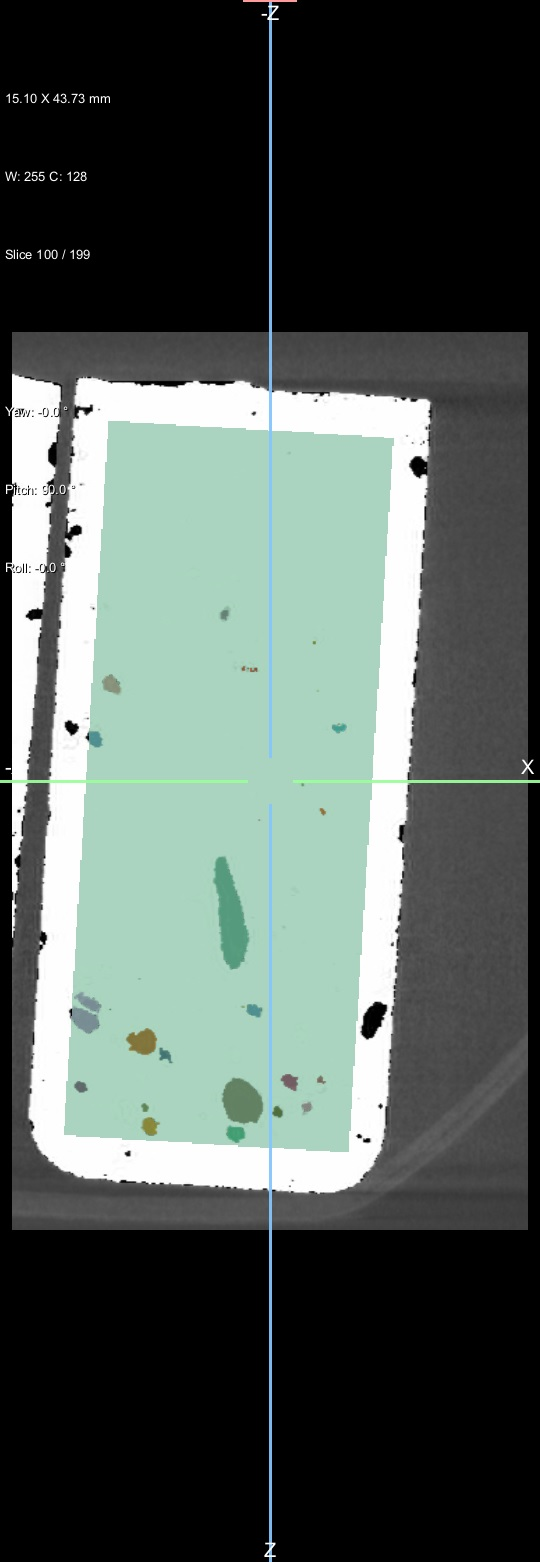 -Z
15.10 X 43.73 mm
W: 255 C: 128
Slice 100 / 199
Yaw: -0.0 °
Pitch: 90.0 °
Roll: -0.0 °
- X
Z